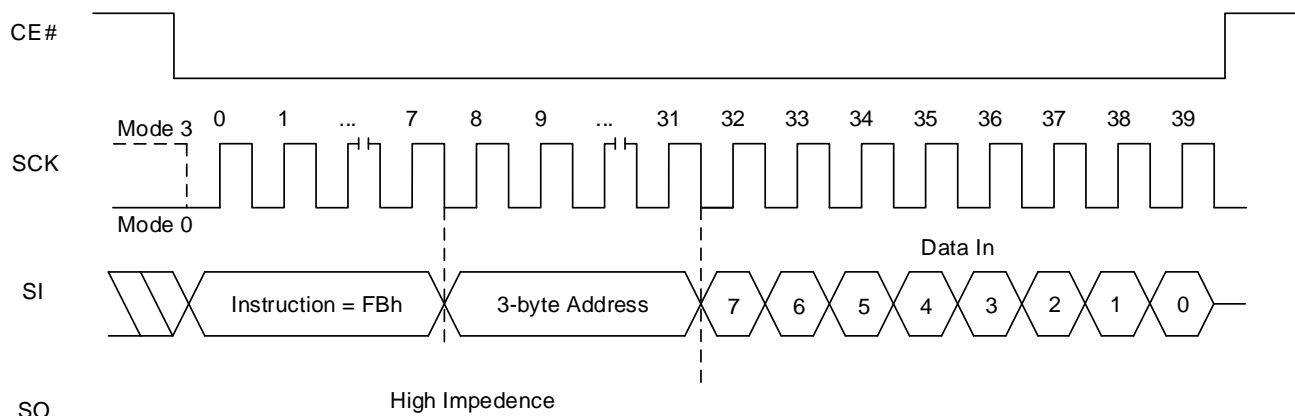 CE#
Mode 3
0 1 ... 7 8 9 ... 31 32 33 34 35 36 37 38 39
SCK
Mode 0
Data In
SI
Instruction = FBh
3-byte Address
7 6 5 4 3 2 1 0
High Impedence
SO